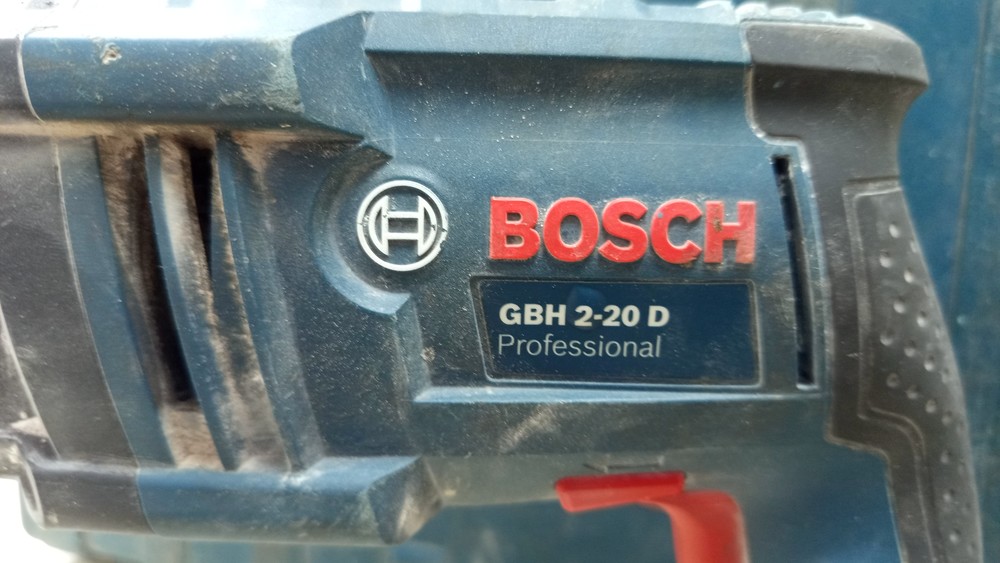 BOSCH
GBH 2-20 D
Professional